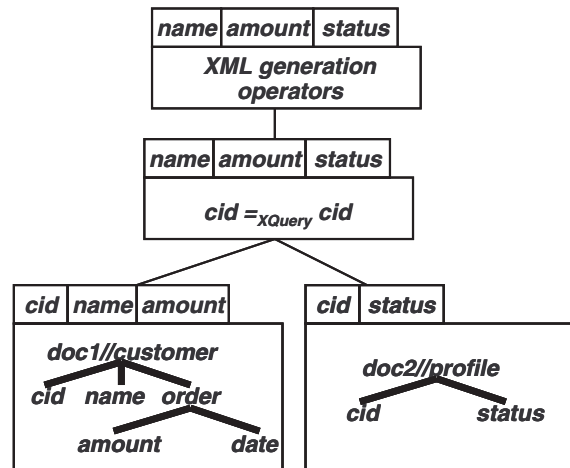 name amount status
XML generation
operators
name amount status
cid =XQuery cid
cid name amount
cid status
doc1//customer
doc2//profile
cid name order
cid status
amount date